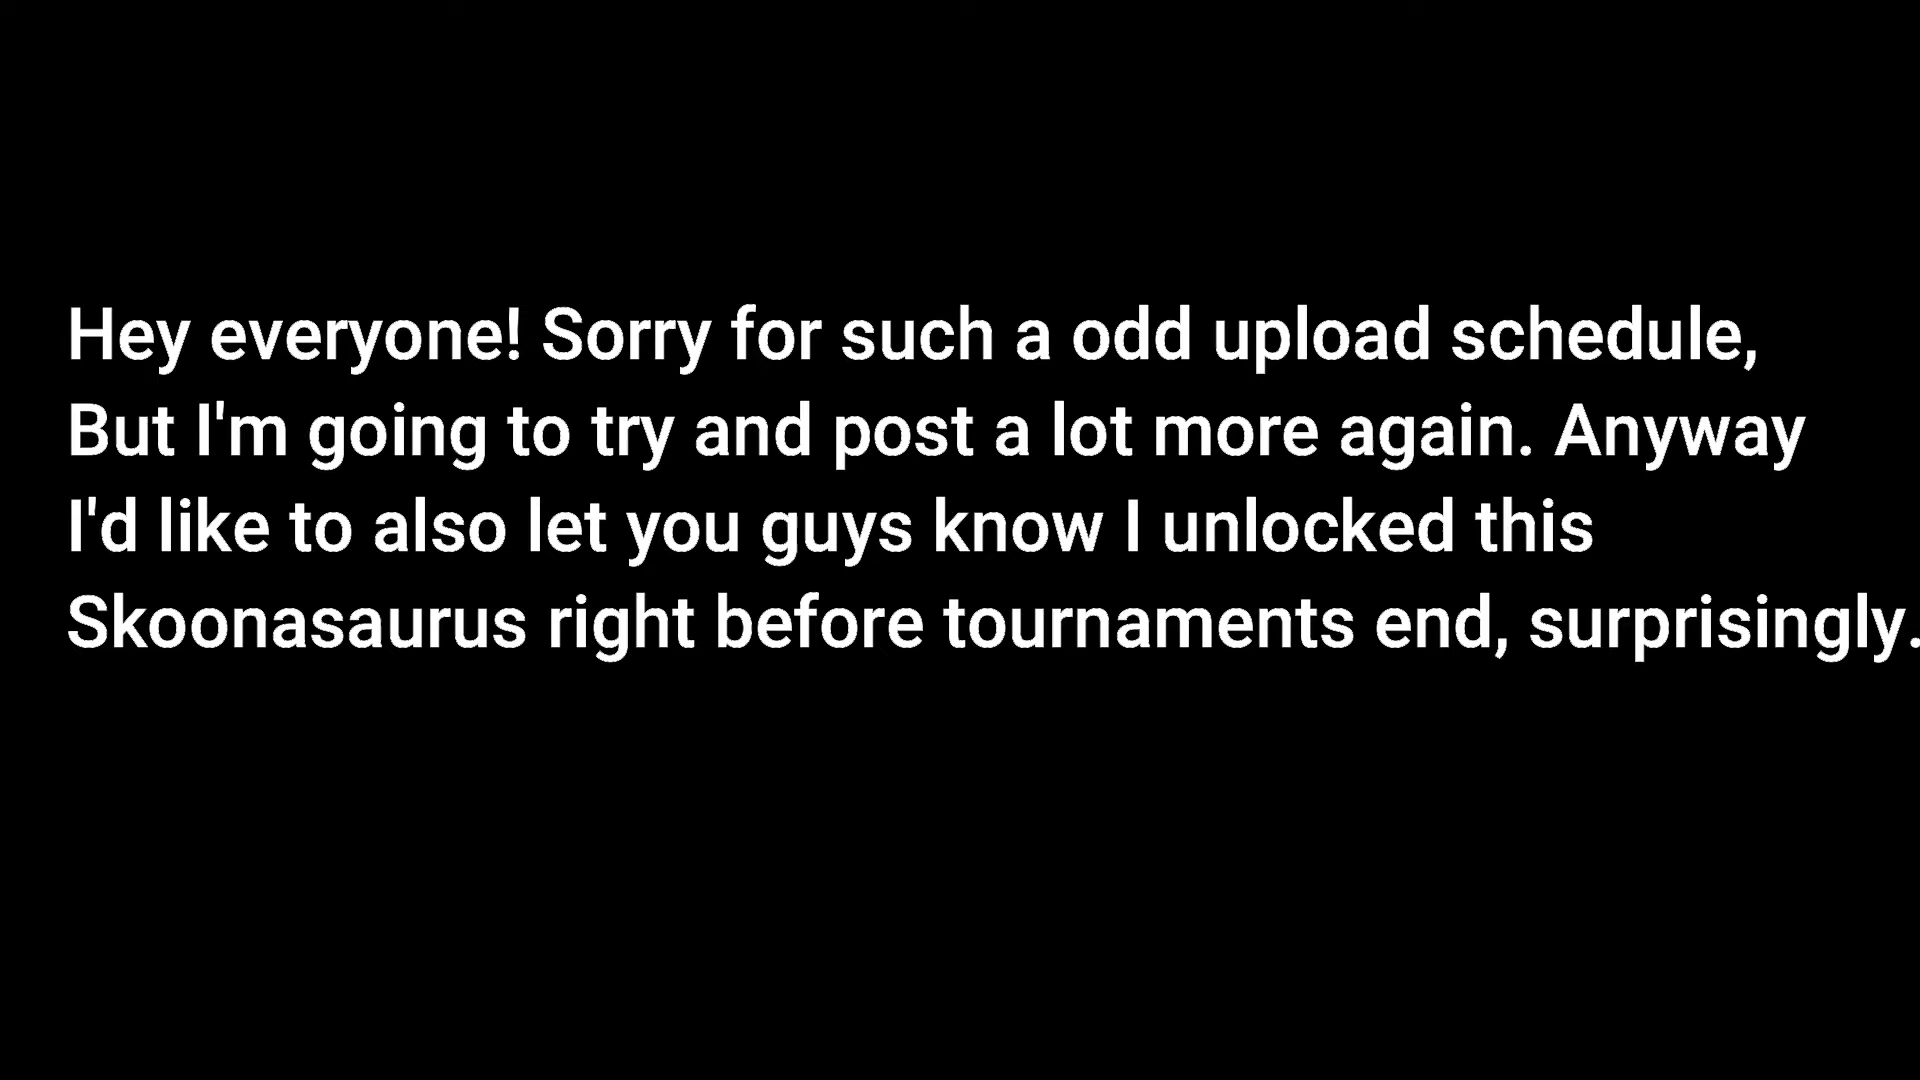 Hey everyone! Sorry for such a odd upload schedule,
But I'm going to try and post a lot more again. Anyway
I'd like to also let you guys know I unlocked this
Skoonasaurus right before tournaments end, surprisingly.